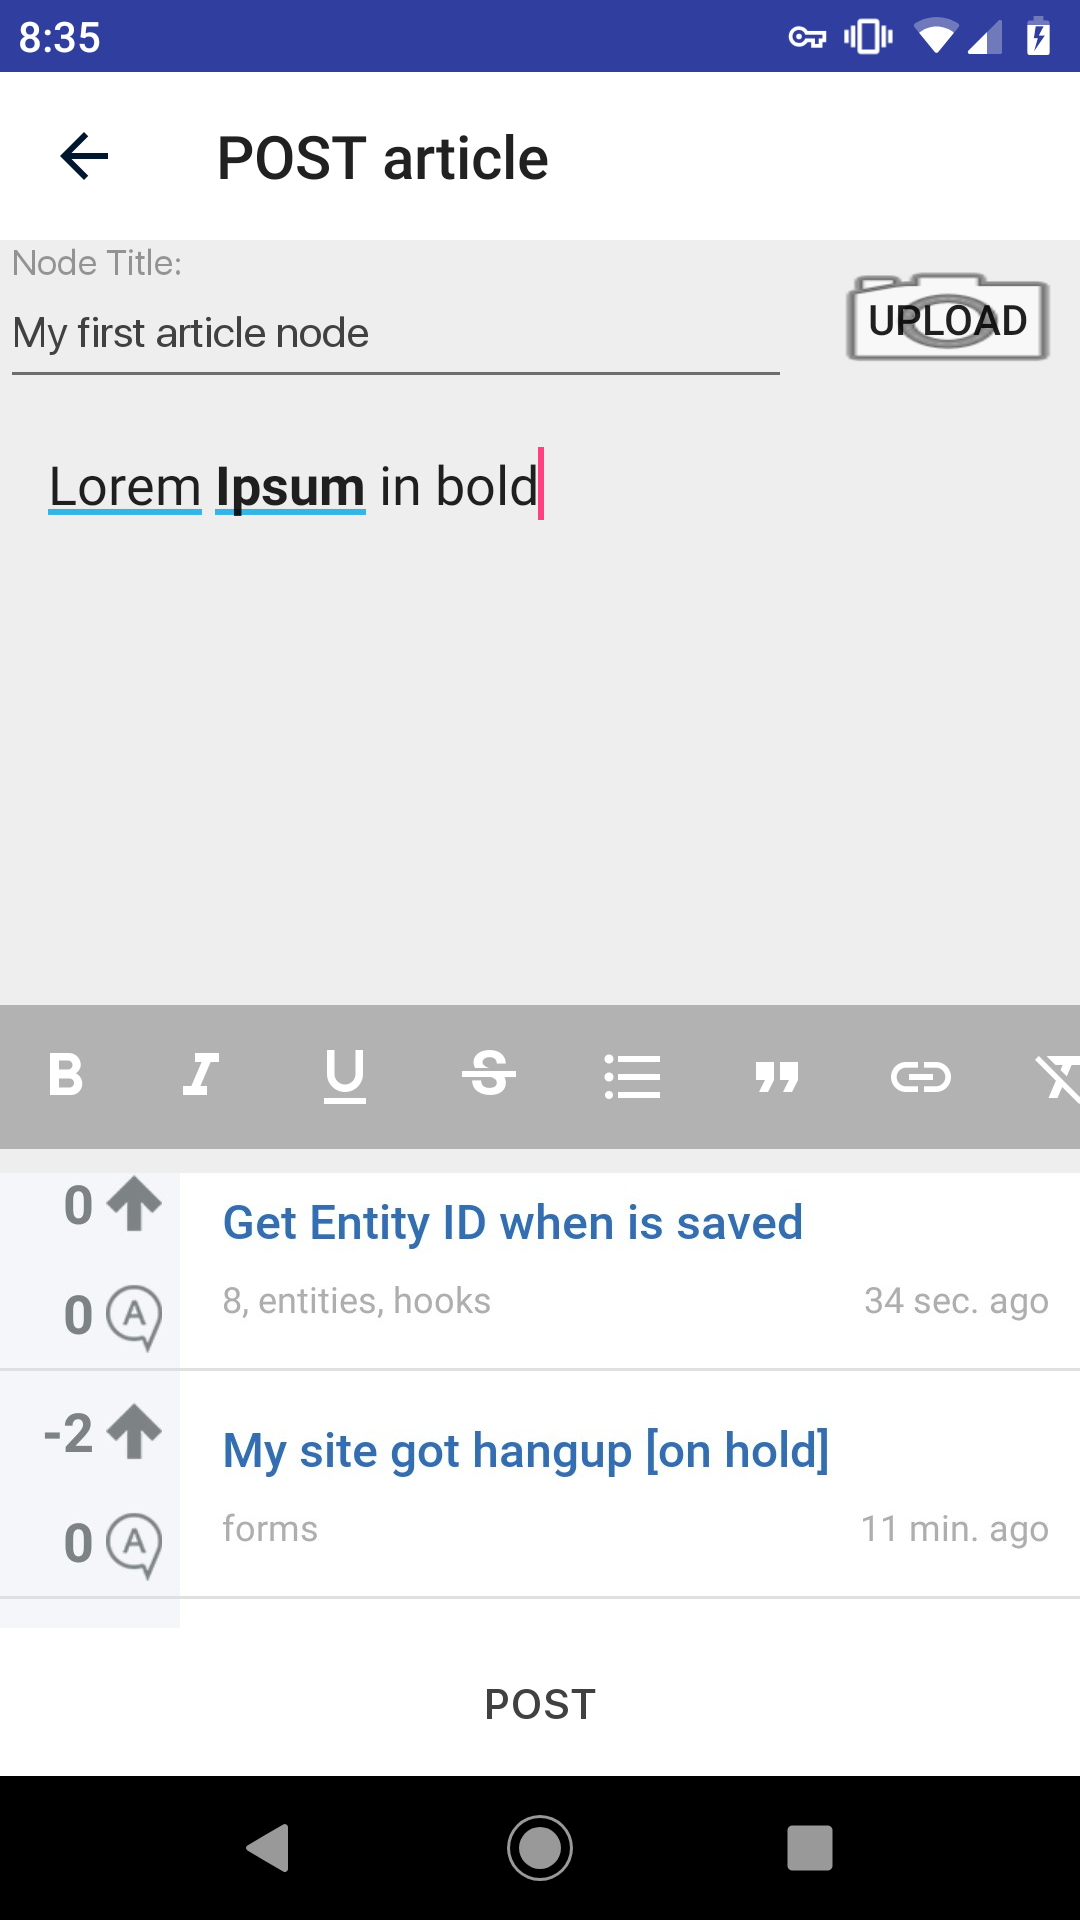 8:35
POST article
Node Title:
UPLOAD
My first article node
Lorem Ipsum in bold
B I U S
0
Get Entity ID when is saved
8, entities, hooks 34 sec. ago
0 A
-2
My site got hangup [on hold]
forms 11 min. ago
0 A
POST